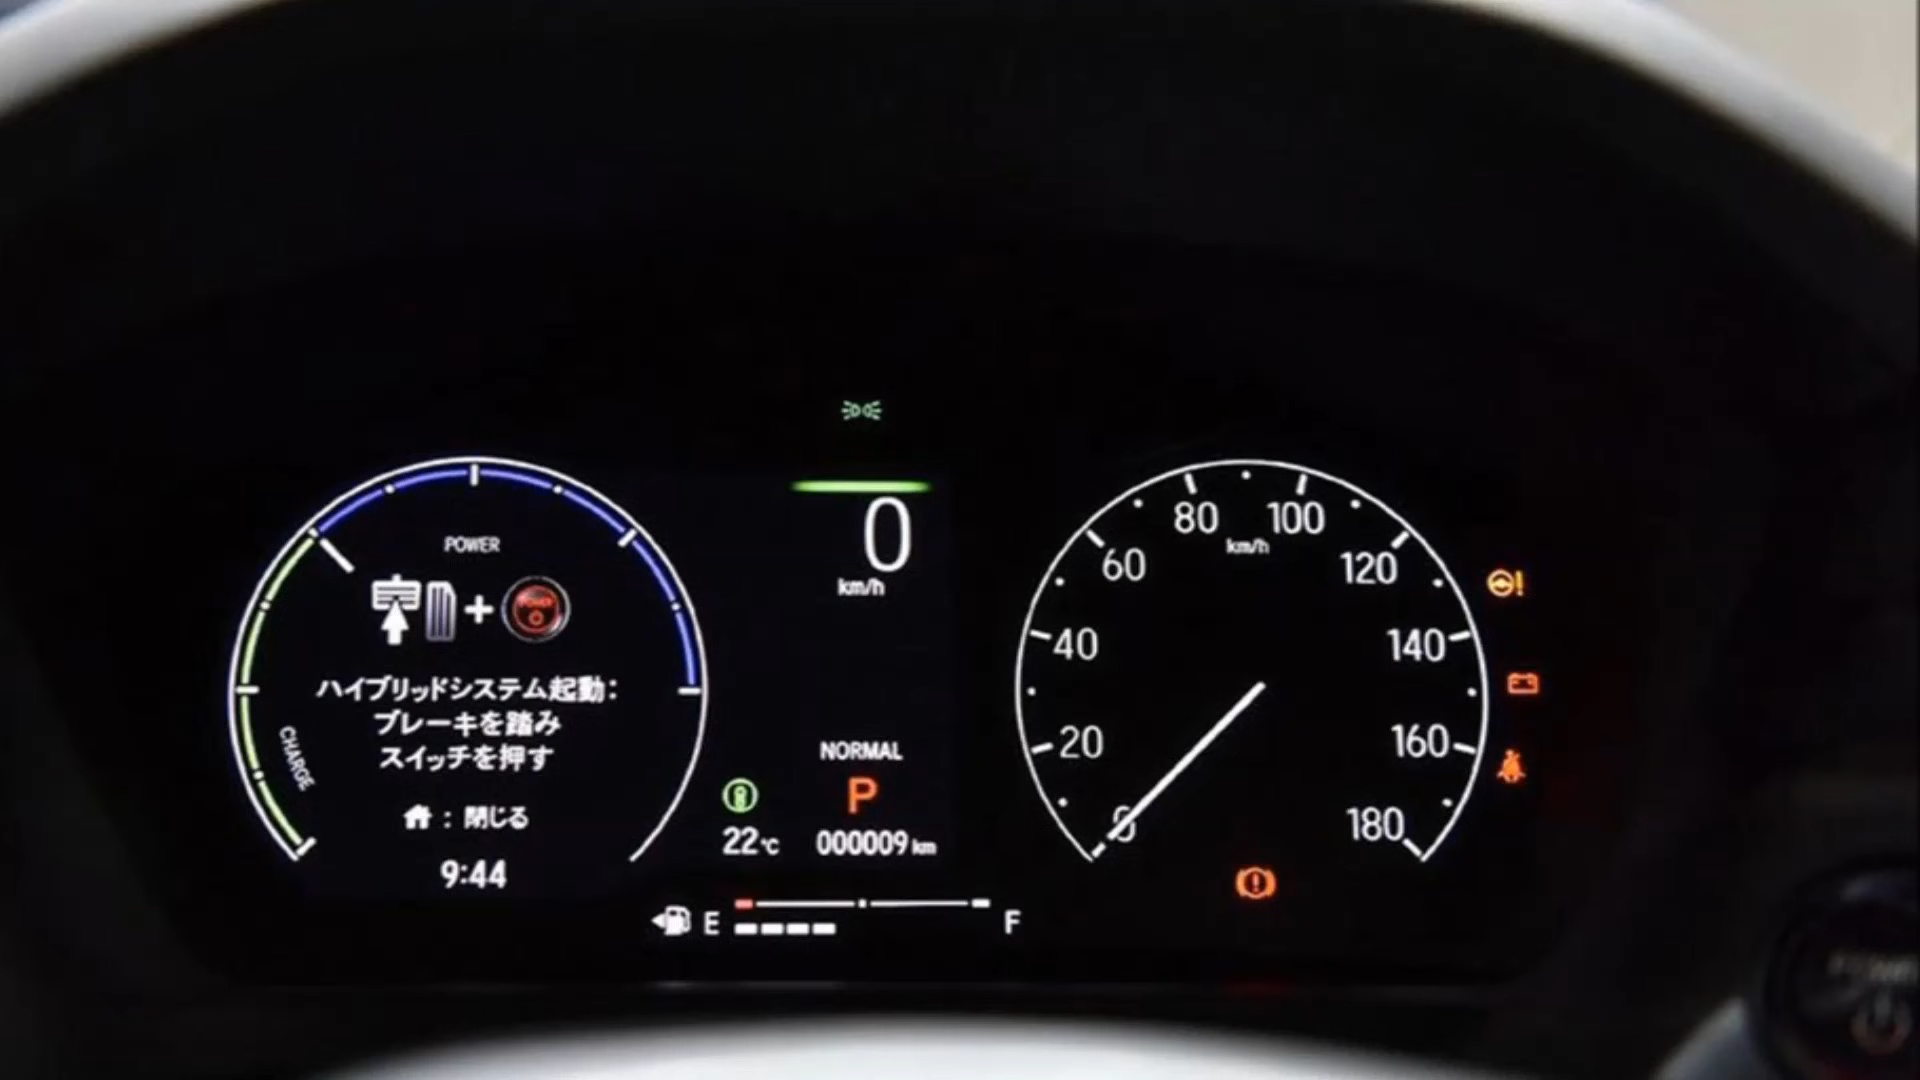 POWER
POWER
ハイブリッドシステム起動:
ブレーキを踏み
スイッチを押す
: 閉じる
9:44
CHARGE
0
km/h
NORMAL
P
22℃
000009 km
E
F
80
100
km/h
60
120
40
140
20
160
0
180